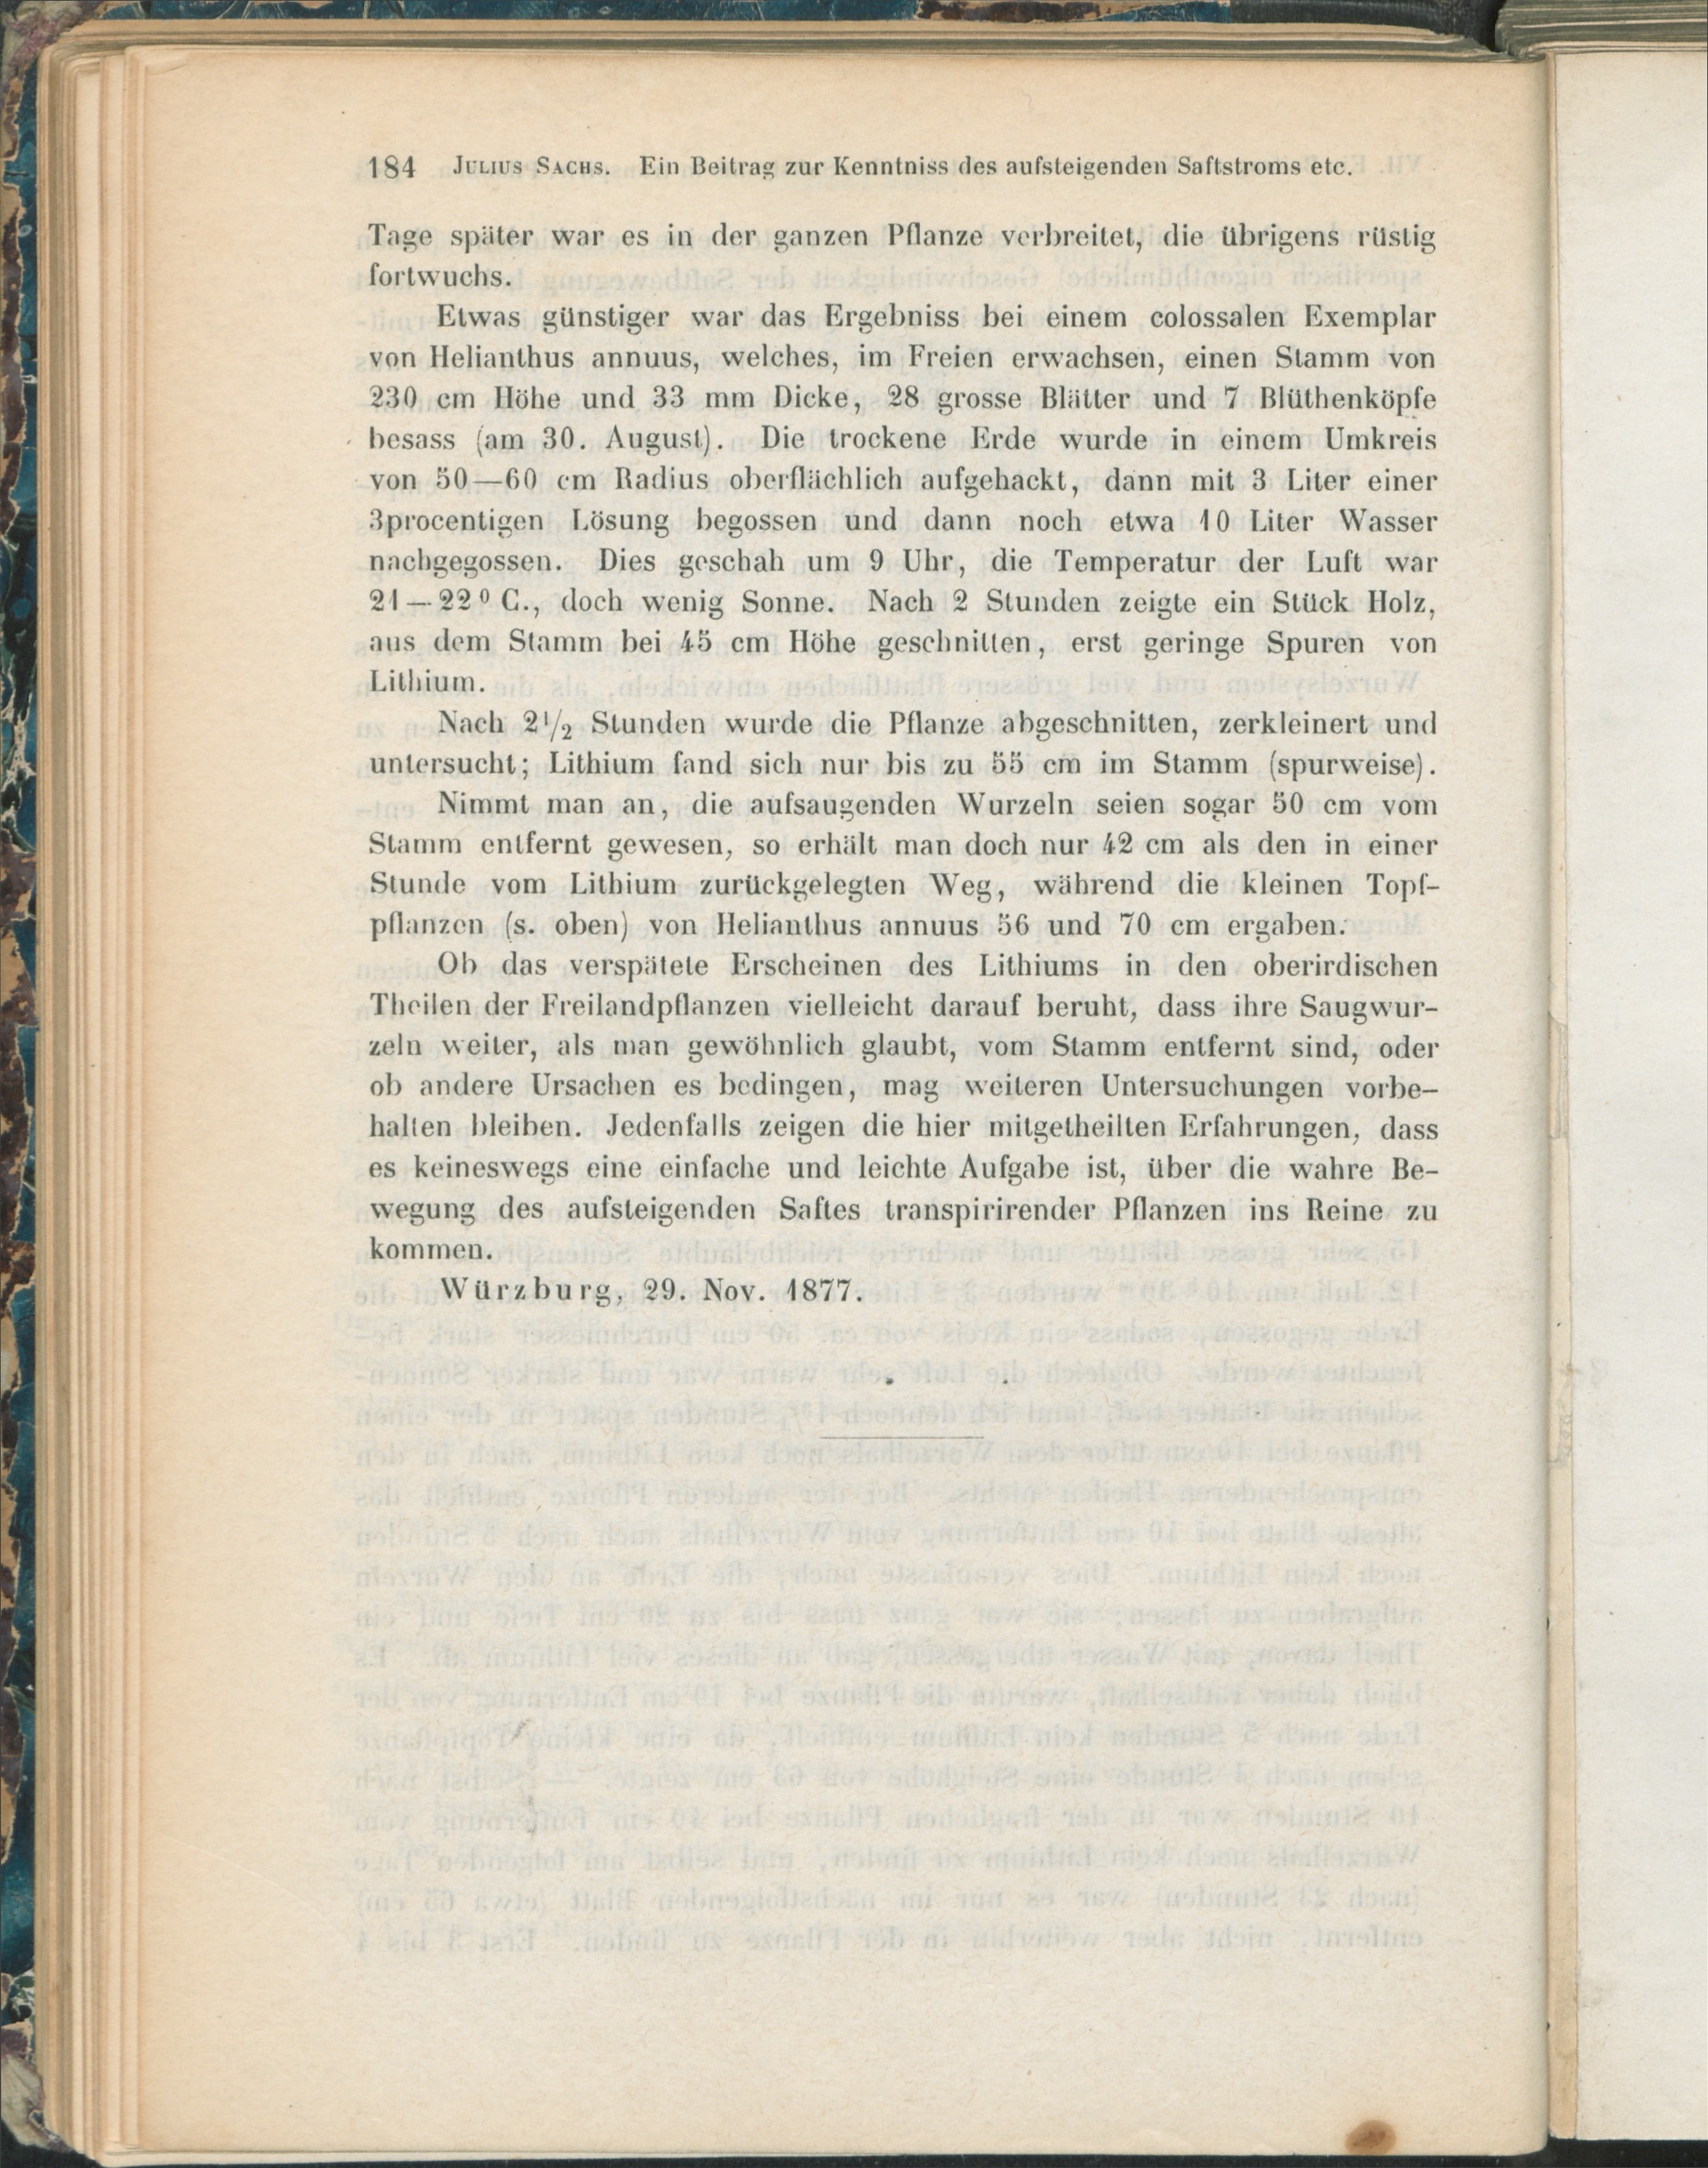 184 Julius Sachs. Ein Beitrag zur Kenntniss des aufsteigenden Saftstroms etc.
Tage später war es in der ganzen Pflanze verbreitet, die übrigens rüstig
fortwuchs.
Etwas günstiger war das Ergebniss bei einem colossalen Exemplar
von Helianthus annuus, welches, im Freien erwachsen, einen Stamm von
230 cm Höhe und 33 mm Dicke, 28 grosse Blätter und 7 Blüthenköpfe
besass (am 30. August). Die trockene Erde wurde in einem Umkreis
von 50—60 cm Radius oberflächlich aufgehackt, dann mit 3 Liter einer
3procentigen Lösung begossen und dann noch etwa 10 Liter Wasser
nachgegossen. Dies geschah um 9 Uhr, die Temperatur der Luft war
21—22⁰ C., doch wenig Sonne. Nach 2 Stunden zeigte ein Stück Holz,
aus dem Stamm bei 45 cm Höhe geschnitten, erst geringe Spuren von
Lithium.
Nach 2¹/₂ Stunden wurde die Pflanze abgeschnitten, zerkleinert und
untersucht; Lithium fand sich nur bis zu 55 cm im Stamm (spurweise).
Nimmt man an, die aufsaugenden Wurzeln seien sogar 50 cm vom
Stamm entfernt gewesen, so erhält man doch nur 42 cm als den in einer
Stunde vom Lithium zurückgelegten Weg, während die kleinen Topf-
pflanzen (s. oben) von Helianthus annuus 56 und 70 cm ergaben.
Ob das verspätete Erscheinen des Lithiums in den oberirdischen
Theilen der Freilandpflanzen vielleicht darauf beruht, dass ihre Saugwur-
zeln weiter, als man gewöhnlich glaubt, vom Stamm entfernt sind, oder
ob andere Ursachen es bedingen, mag weiteren Untersuchungen vorbe-
halten bleiben. Jedenfalls zeigen die hier mitgetheilten Erfahrungen, dass
es keineswegs eine einfache und leichte Aufgabe ist, über die wahre Be-
wegung des aufsteigenden Saftes transpirirender Pflanzen ins Reine zu
kommen.
Würzburg, 29. Nov. 1877.